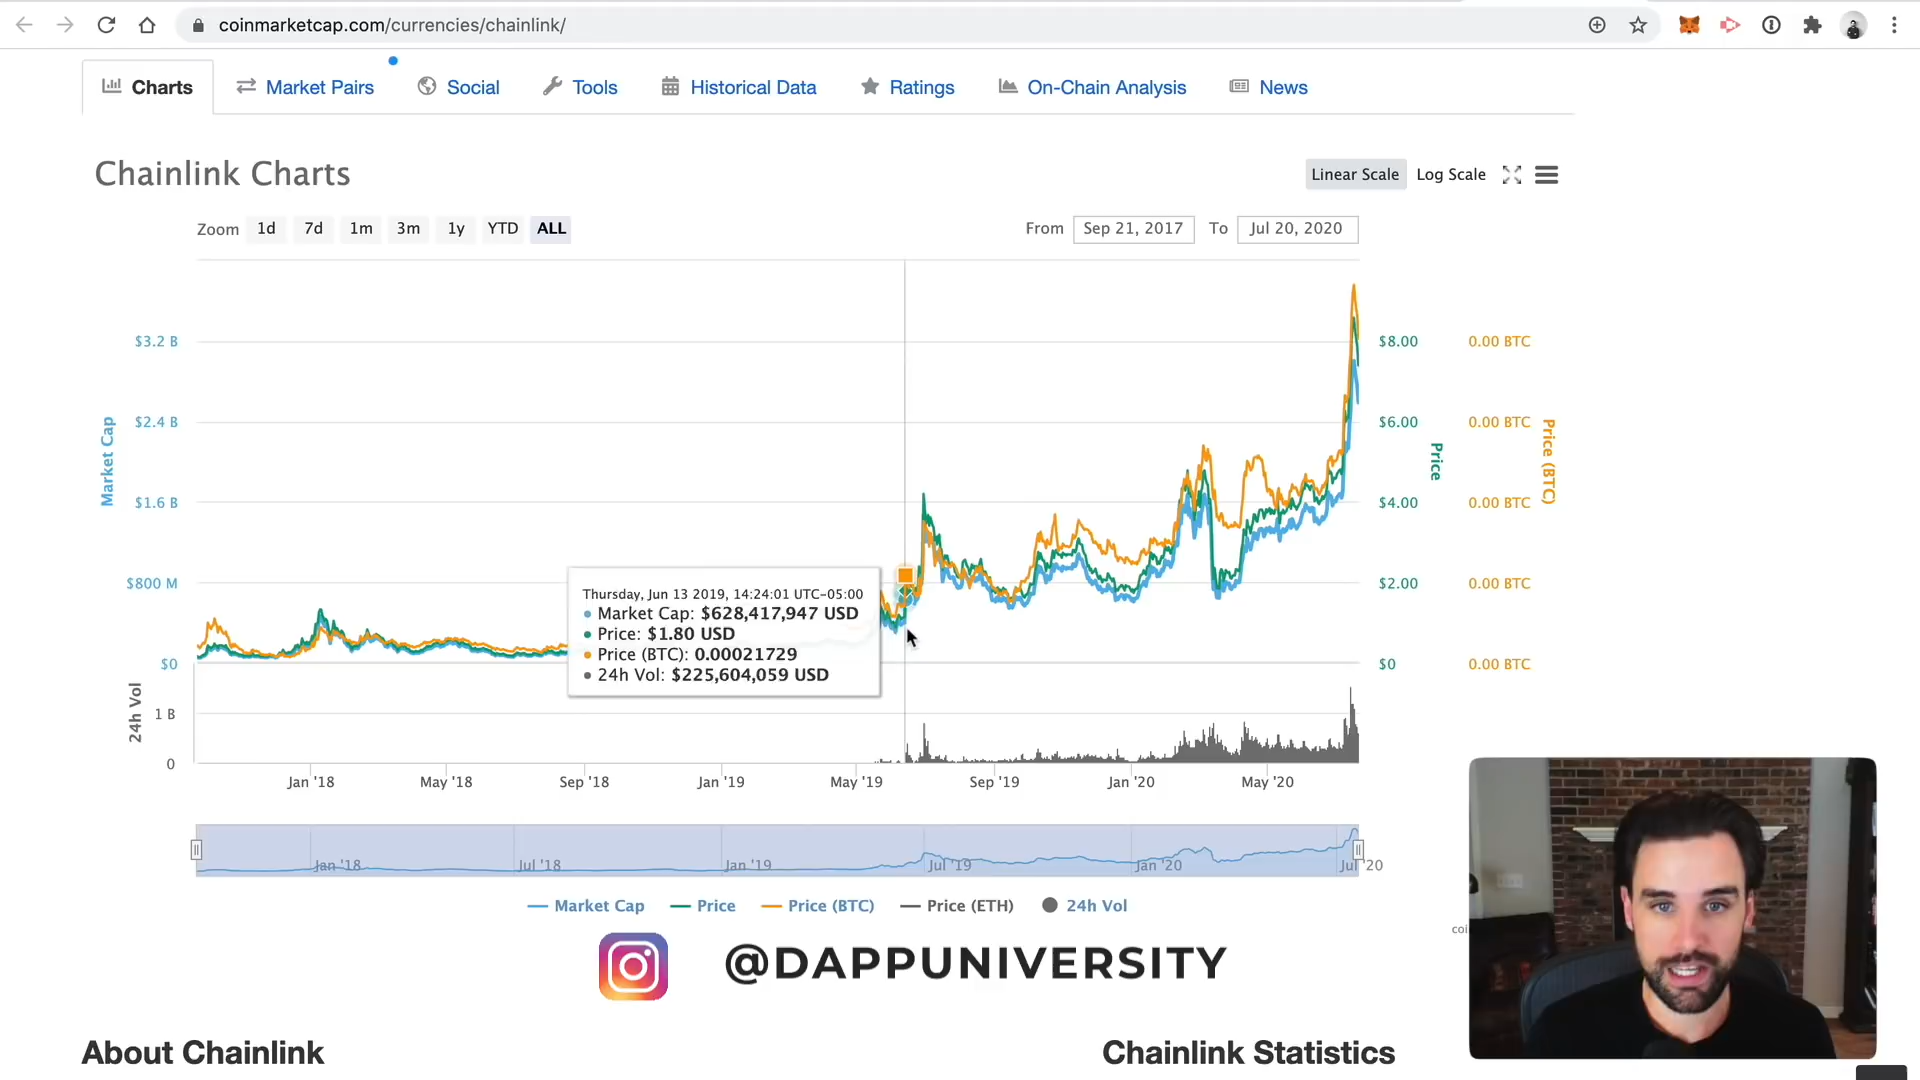 coinmarketcap.com/currencies/chainlink/
Charts
Market Pairs
Social
Tools
Historical Data
Ratings
On-Chain Analysis
News
Chainlink Charts
Linear Scale
Log Scale
Zoom 1d 7d 1m 3m 1y YTD ALL
From Sep 21, 2017 To Jul 20, 2020
$3.2 B
$2.4 B
$1.6 B
$800 M
$0
Market Cap
1 B
0
24h Vol
$8.00
$6.00
$4.00
$2.00
$0
Price
0.00 BTC
0.00 BTC
0.00 BTC
0.00 BTC
0.00 BTC
Price (BTC)
Thursday, Jun 13 2019, 14:24:01 UTC-05:00
Market Cap: $628,417,947 USD
Price: $1.80 USD
Price (BTC): 0.00021729
24h Vol: $225,604,059 USD
Jan '18 May '18 Sep '18 Jan '19 May '19 Sep '19 Jan '20 May '20
Jan '18 Jul '18 Jan '19 Jul '19 Jan '20 Jul '20
Market Cap Price Price (BTC) Price (ETH) 24h Vol
coi
@DAPPUNIVERSITY
About Chainlink
Chainlink Statistics